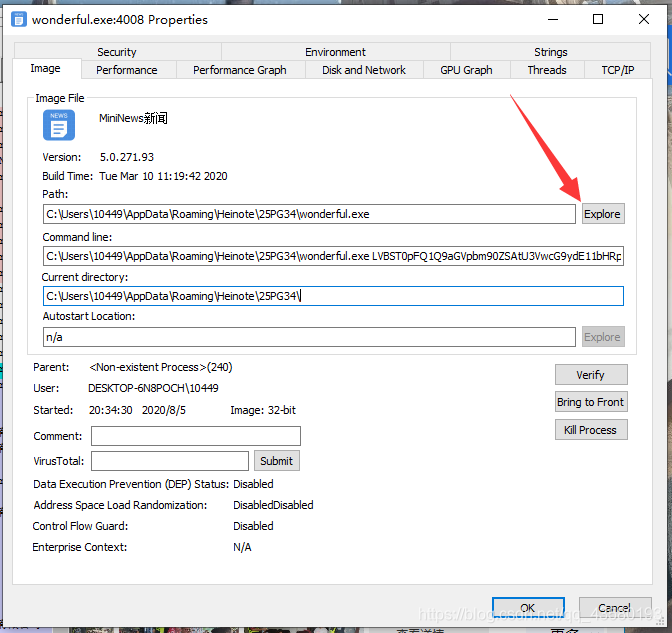 wonderful.exe:4008 Properties
Security Environment Strings
Image Performance Performance Graph Disk and Network GPU Graph Threads TCP/IP
Image File
NEWS
MiniNews新闻
Version: 5.0.271.93
Build Time: Tue Mar 10 11:19:42 2020
Path:
C:\Users\10449\AppData\Roaming\Heinote\25PG34\wonderful.exe Explore
Command line:
C:\Users\10449\AppData\Roaming\Heinote\25PG34\wonderful.exe LVBST0pFQ1Q9aGVpbm90ZSAtU3VwcG9ydE11bHRp
Current directory:
C:\Users\10449\AppData\Roaming\Heinote\25PG34\
Autostart Location:
n/a Explore
Parent: <Non-existent Process>(240)
User: DESKTOP-6N8POCH\10449
Started: 20:34:30 2020/8/5 Image: 32-bit
Verify
Bring to Front
Kill Process
Comment:
VirusTotal: Submit
Data Execution Prevention (DEP) Status: Disabled
Address Space Load Randomization: DisabledDisabled
Control Flow Guard: Disabled
Enterprise Context: N/A
OK Cancel